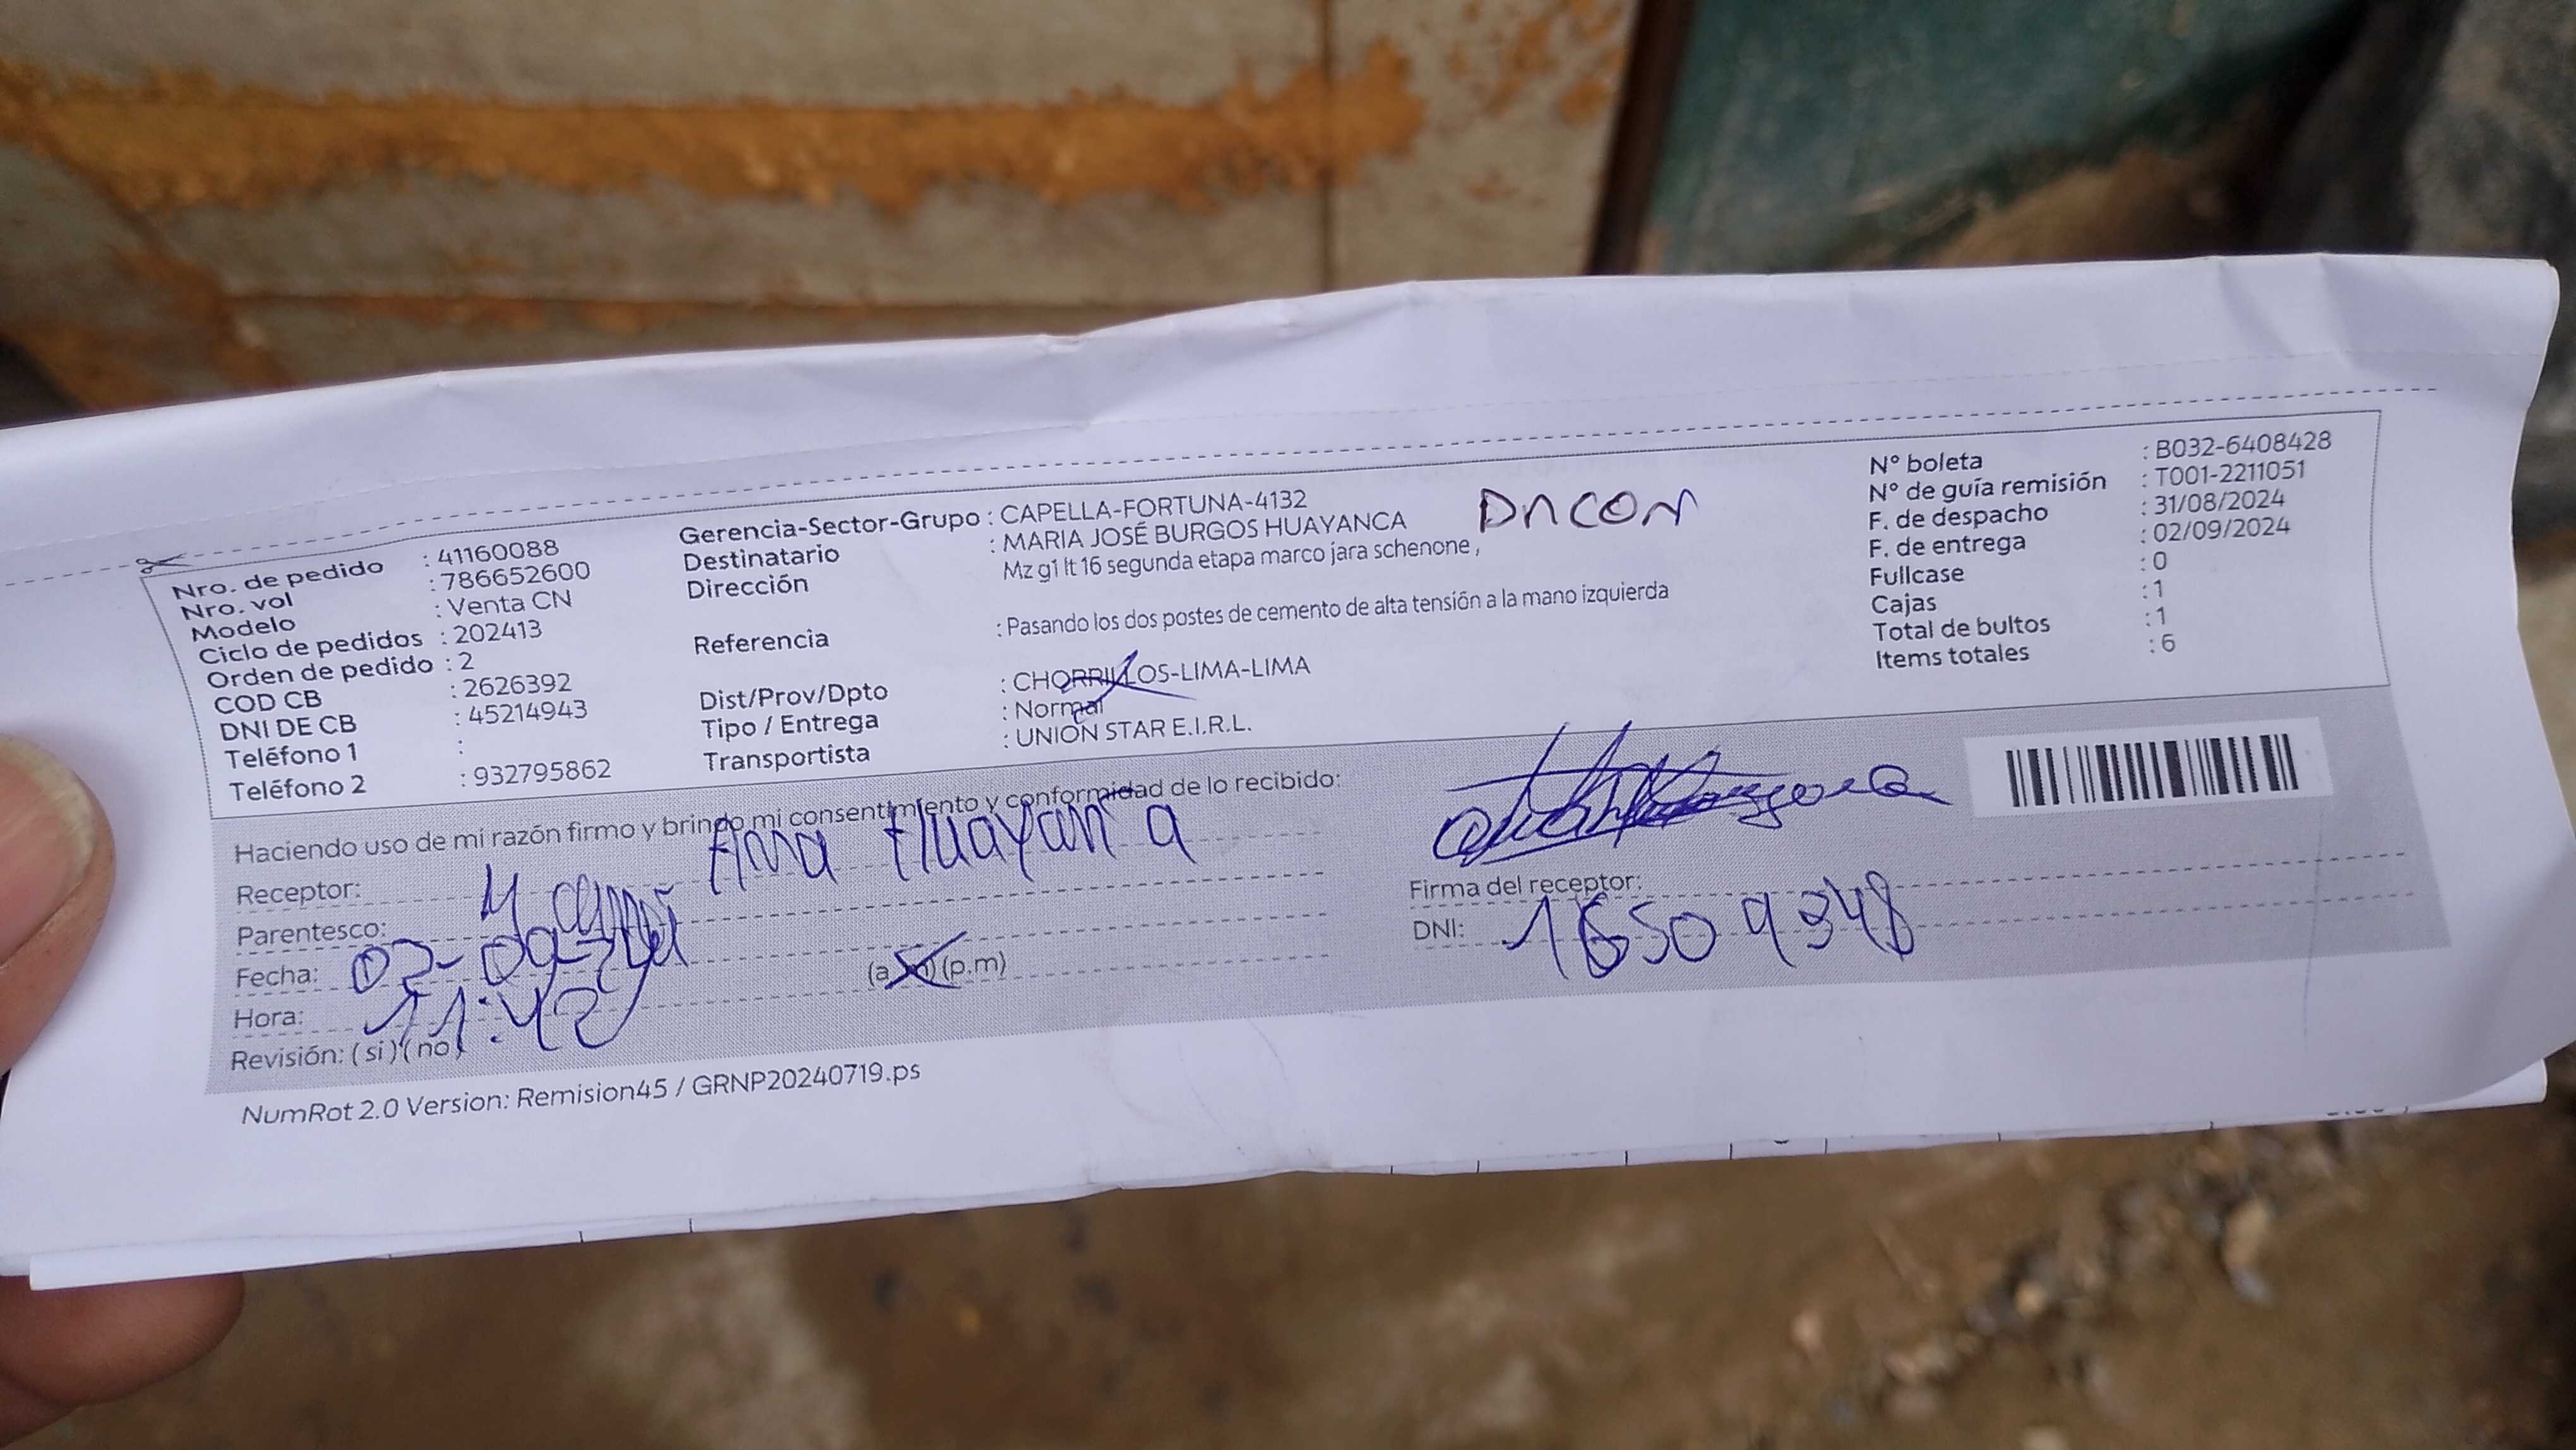 Nro. de pedido : 41160088
Nro. vol : 786652600
Modelo : Venta CN
Ciclo de pedidos : 202413
Orden de pedido : 2
COD CB : 2626392
DNI DE CB : 45214943
Teléfono 1 :
Teléfono 2 : 932795862
Gerencia-Sector-Grupo : CAPELLA-FORTUNA-4132
Destinatario : MARIA JOSÉ BURGOS HUAYANCA
Dirección Mz g1 lt 16 segunda etapa marco jara schenone ,
Referencia : Pasando los dos postes de cemento de alta tensión a la mano izquierda
Dist/Prov/Dpto : CHORRILLOS-LIMA-LIMA
Tipo / Entrega : Normal
Transportista : UNION STAR E.I.R.L.
N° boleta : B032-6408428
N° de guía remisión : T001-2211051
F. de despacho : 31/08/2024
F. de entrega : 02/09/2024
Fullcase : 0
Cajas : 1
Total de bultos : 1
Items totales : 6
Haciendo uso de mi razón firmo y brindo mi consentimiento y conformidad de lo recibido:
Receptor: Ana
Parentesco:
Fecha: 02-09-24
Hora: 11:42 (a.m) (p.m)
Revisión: ( si ) ( no )
Firma del receptor:
DNI:
NumRot 2.0 Version: Remision45 / GRNP20240719.ps